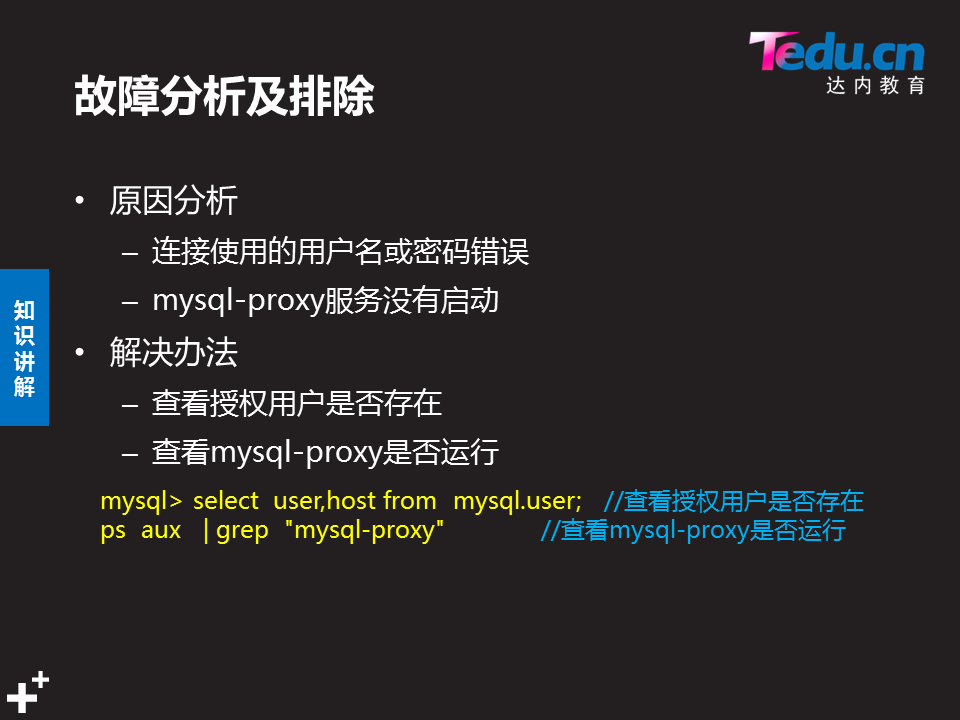 Tedu.cn
达内教育
故障分析及排除
• 原因分析
– 连接使用的用户名或密码错误
– mysql-proxy服务没有启动
知识讲解
• 解决办法
– 查看授权用户是否存在
– 查看mysql-proxy是否运行
mysql> select user,host from mysql.user; //查看授权用户是否存在
ps aux | grep "mysql-proxy" //查看mysql-proxy是否运行